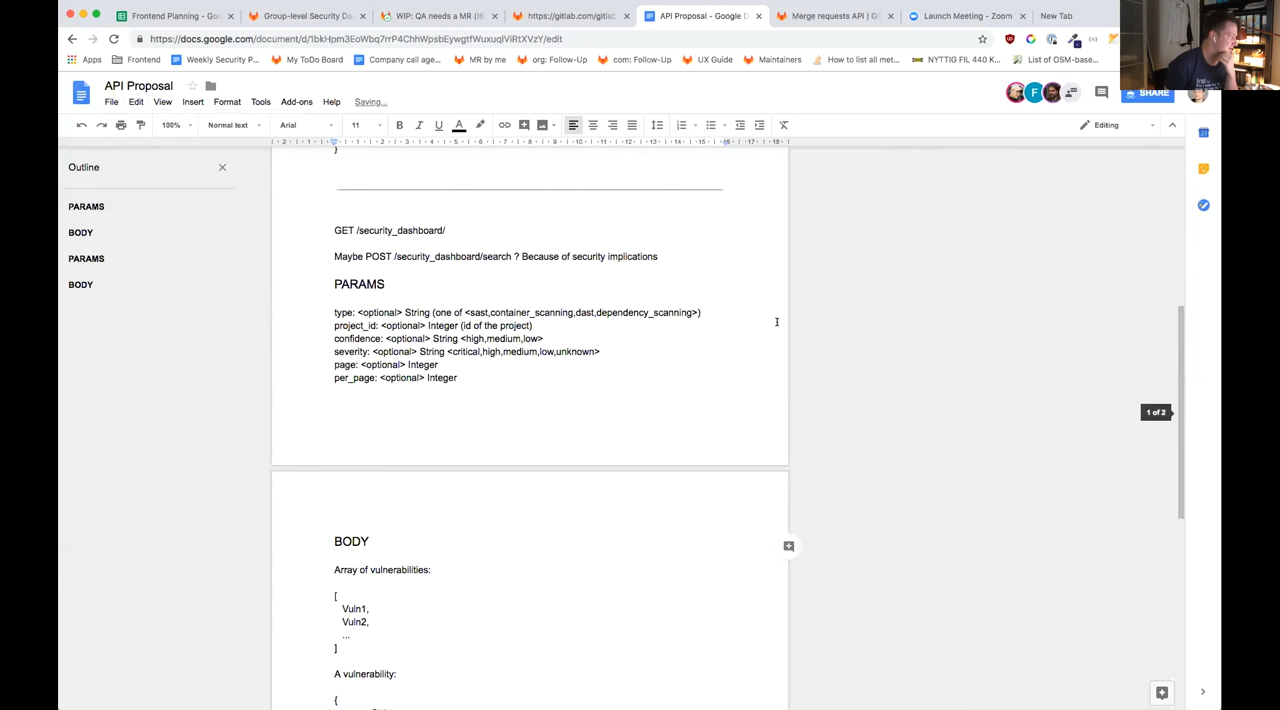 Frontend Planning - Go
Group-level Security Da
WIP: QA needs a MR (!6
https://gitlab.com/gitlab
API Proposal - Google D
Merge requests API | Gi
Launch Meeting - Zoom
New Tab
https://docs.google.com/document/d/1bkHpm3EoWbq7rrP4ChhWpsbEywgtfWuxuqlViRtXVzY/edit
Apps
Frontend
Weekly Security P...
My ToDo Board
Company call age...
MR by me
org: Follow-Up
com: Follow-Up
UX Guide
Maintainers
How to list all met...
NYTTIG FIL 440 K...
List of OSM-base...
API Proposal
File Edit View Insert Format Tools Add-ons Help Saving...
SHARE
100%
Normal text
Arial
11
Editing
Outline
PARAMS
BODY
PARAMS
BODY
}
GET /security_dashboard/
Maybe POST /security_dashboard/search ? Because of security implications
PARAMS
type: <optional> String (one of <sast,container_scanning,dast,dependency_scanning>)
project_id: <optional> Integer (id of the project)
confidence: <optional> String <high,medium,low>
severity: <optional> String <critical,high,medium,low,unknown>
page: <optional> Integer
per_page: <optional> Integer
1 of 2
BODY
Array of vulnerabilities:
[
Vuln1,
Vuln2,
...
]
A vulnerability:
{